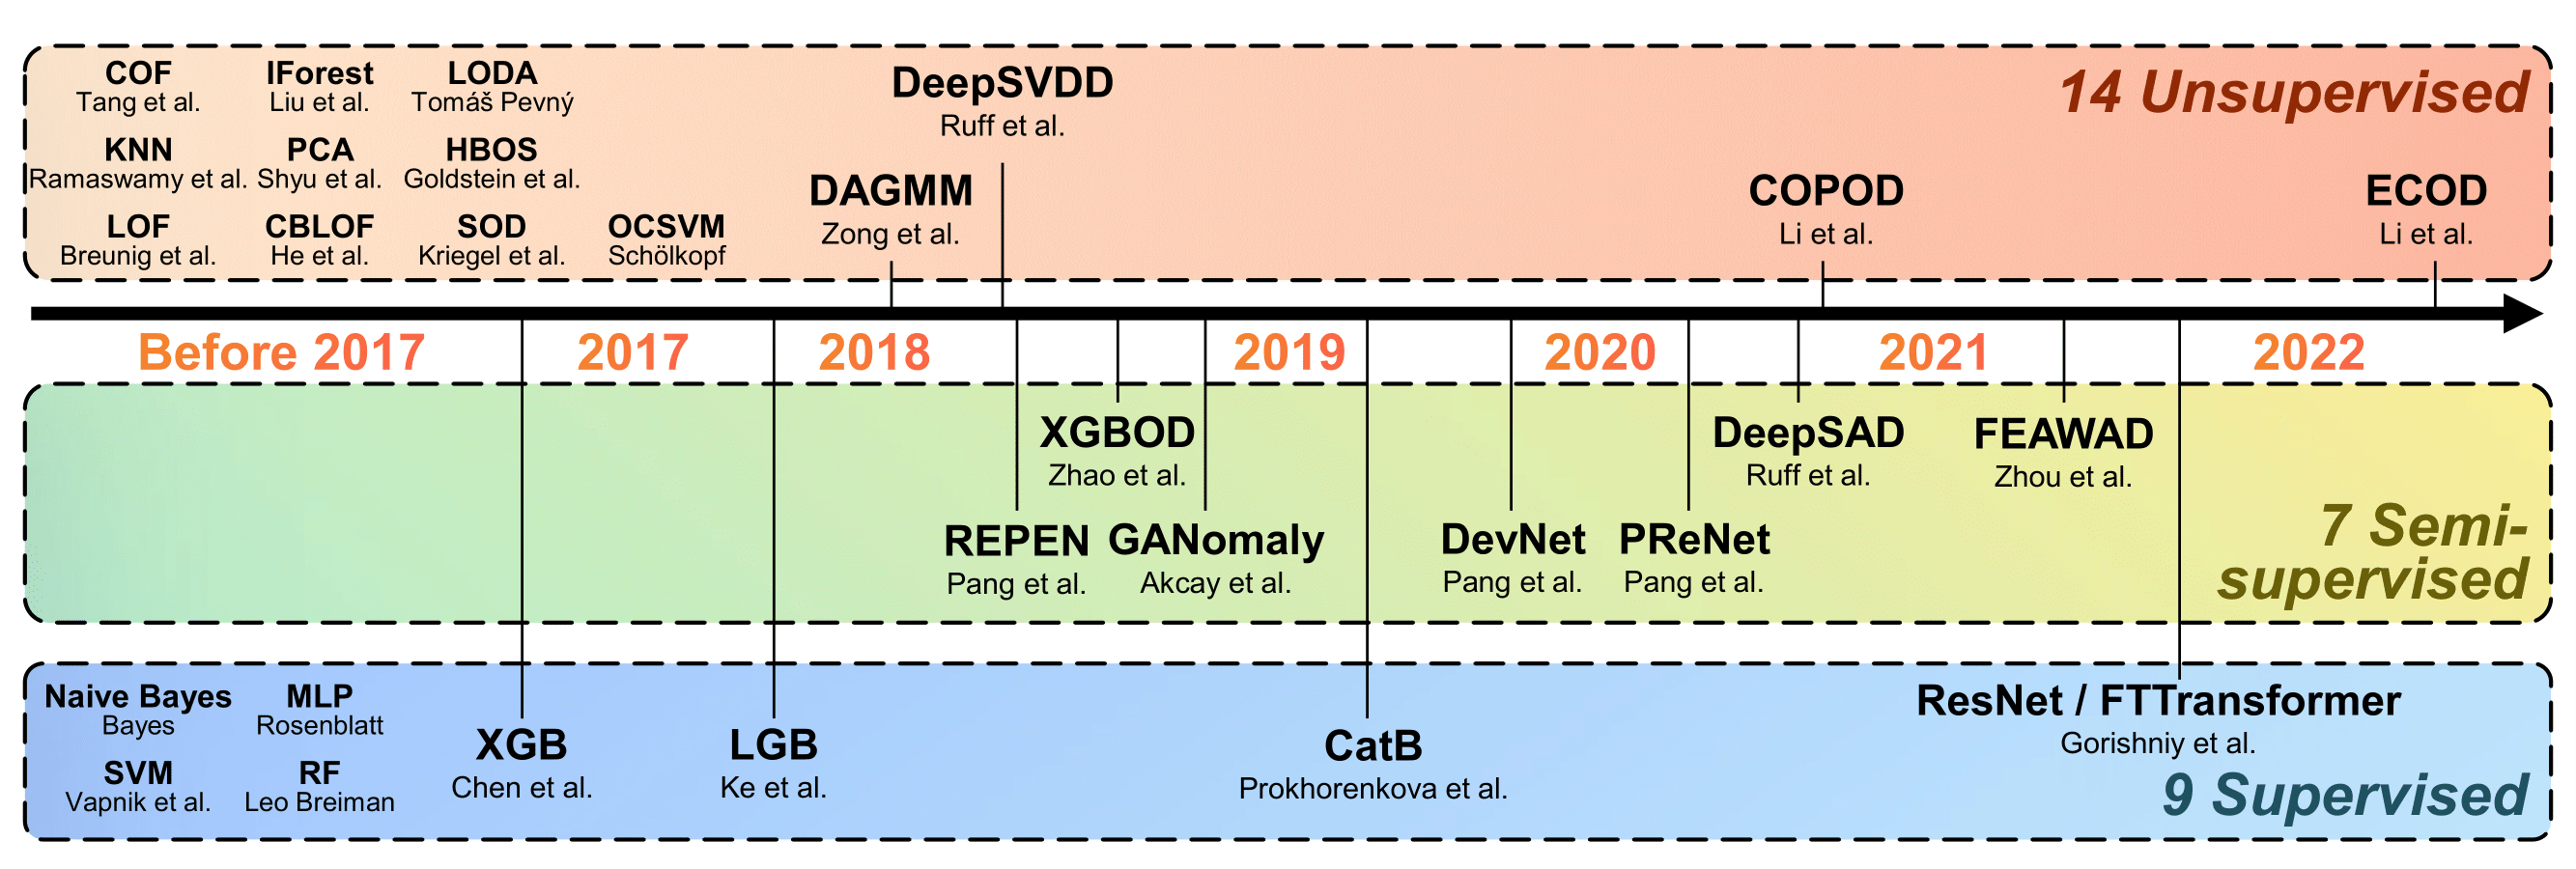 COF
Tang et al.
IForest
Liu et al.
LODA
Tomáš Pevný
KNN
Ramaswamy et al.
PCA
Shyu et al.
HBOS
Goldstein et al.
LOF
Breunig et al.
CBLOF
He et al.
SOD
Kriegel et al.
OCSVM
Schölkopf
DeepSVDD
Ruff et al.
DAGMM
Zong et al.
COPOD
Li et al.
ECOD
Li et al.
14 Unsupervised
Before 2017
2017
2018
2019
2020
2021
2022
XGBOD
Zhao et al.
REPEN
Pang et al.
GANomaly
Akcay et al.
DevNet
Pang et al.
PReNet
Pang et al.
DeepSAD
Ruff et al.
FEAWAD
Zhou et al.
7 Semi-
supervised
Naive Bayes
Bayes
MLP
Rosenblatt
SVM
Vapnik et al.
RF
Leo Breiman
XGB
Chen et al.
LGB
Ke et al.
CatB
Prokhorenkova et al.
ResNet / FTTransformer
Gorishniy et al.
9 Supervised